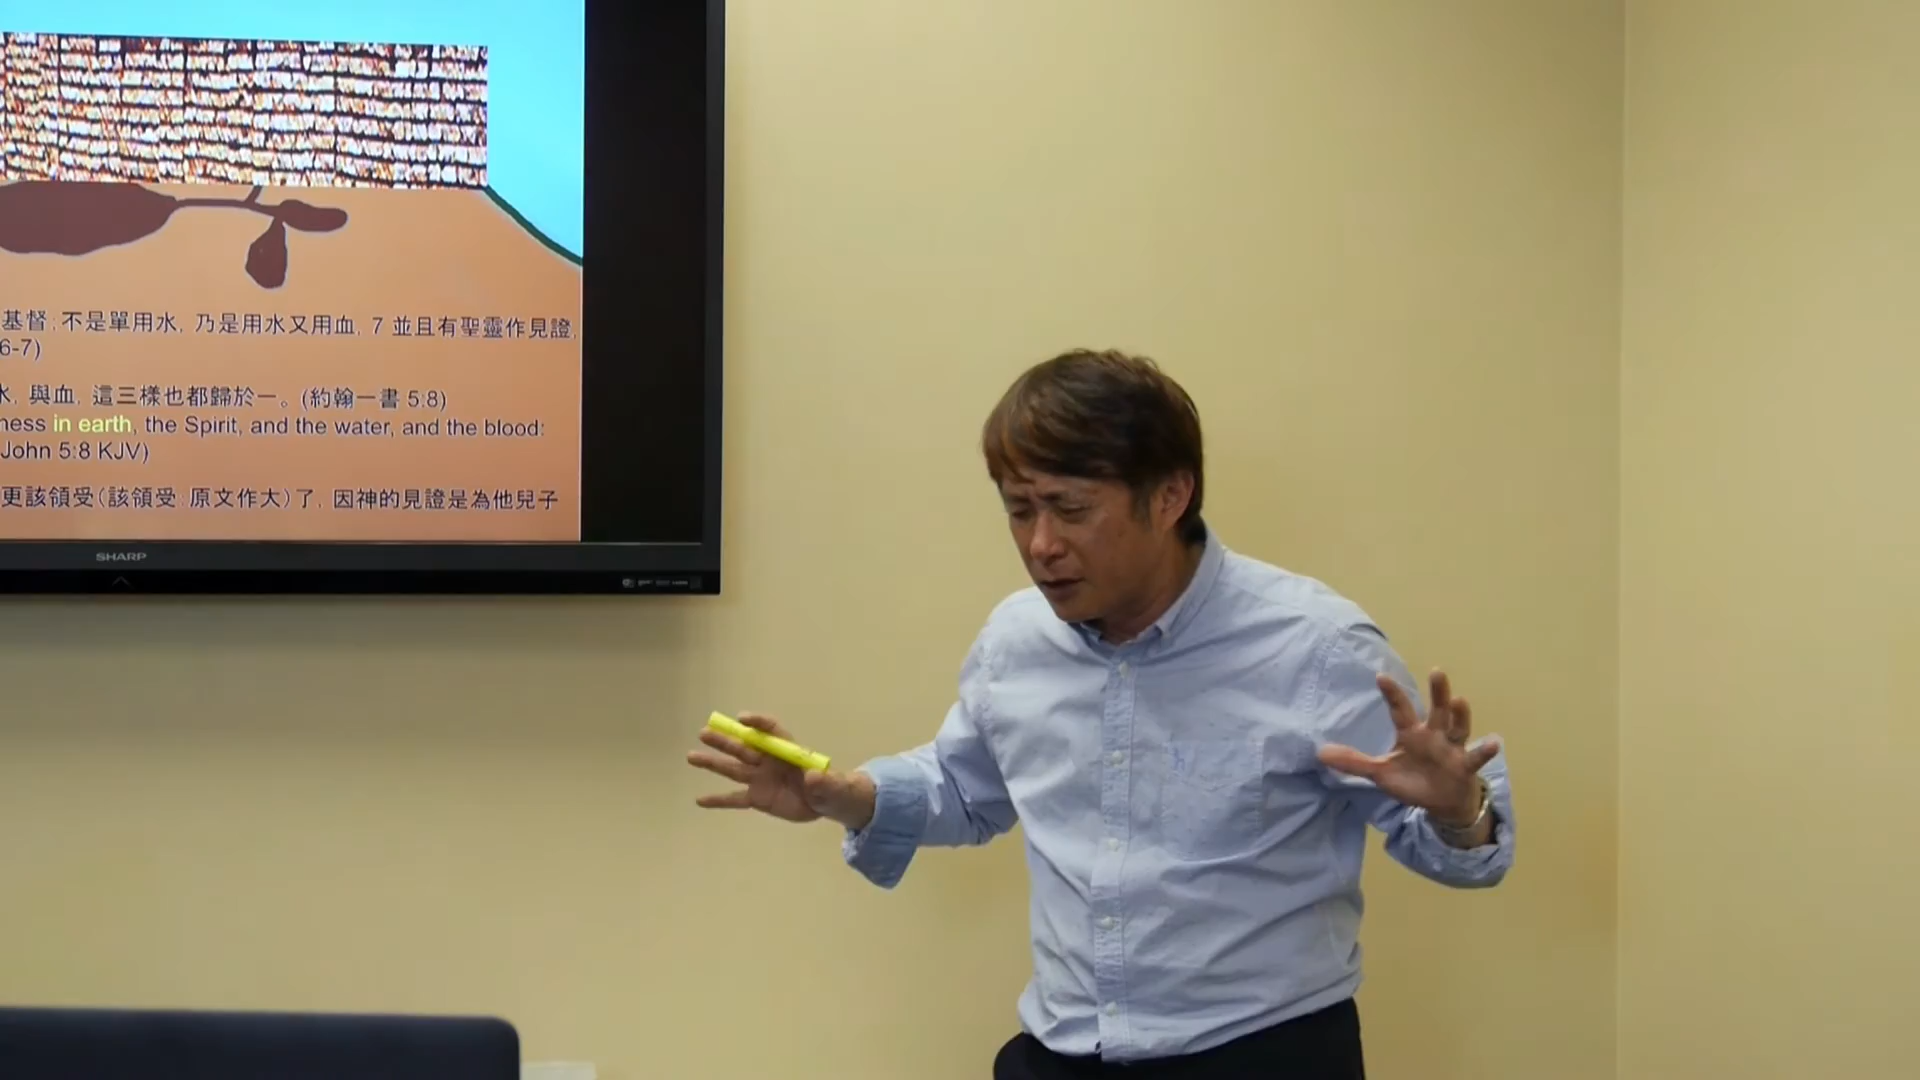 基督, 不是單用水, 乃是用水又用血, 7 並且有聖靈作見證,
6-7)
水, 與血, 這三樣也都歸於一。(約翰一書 5:8)
ness in earth, the Spirit, and the water, and the blood:
John 5:8 KJV)
更該領受(該領受: 原文作大)了, 因神的見證是為他兒子
SHARP